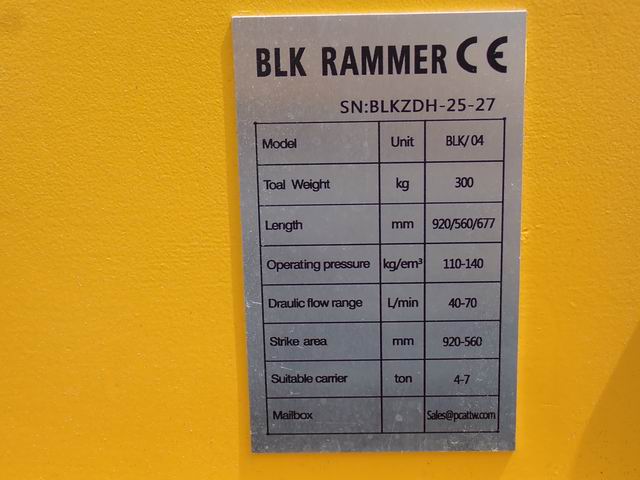 BLK RAMMER CE
SN:BLKZDH-25-27
Model Unit BLK/04
Toal Weight kg 300
Length mm 920/560/677
Operating pressure kg/em³ 110-140
Draulic flow range L/min 40-70
Strike area mm 920-560
Suitable carrier ton 4-7
Mailbox Sales@pcattw.com